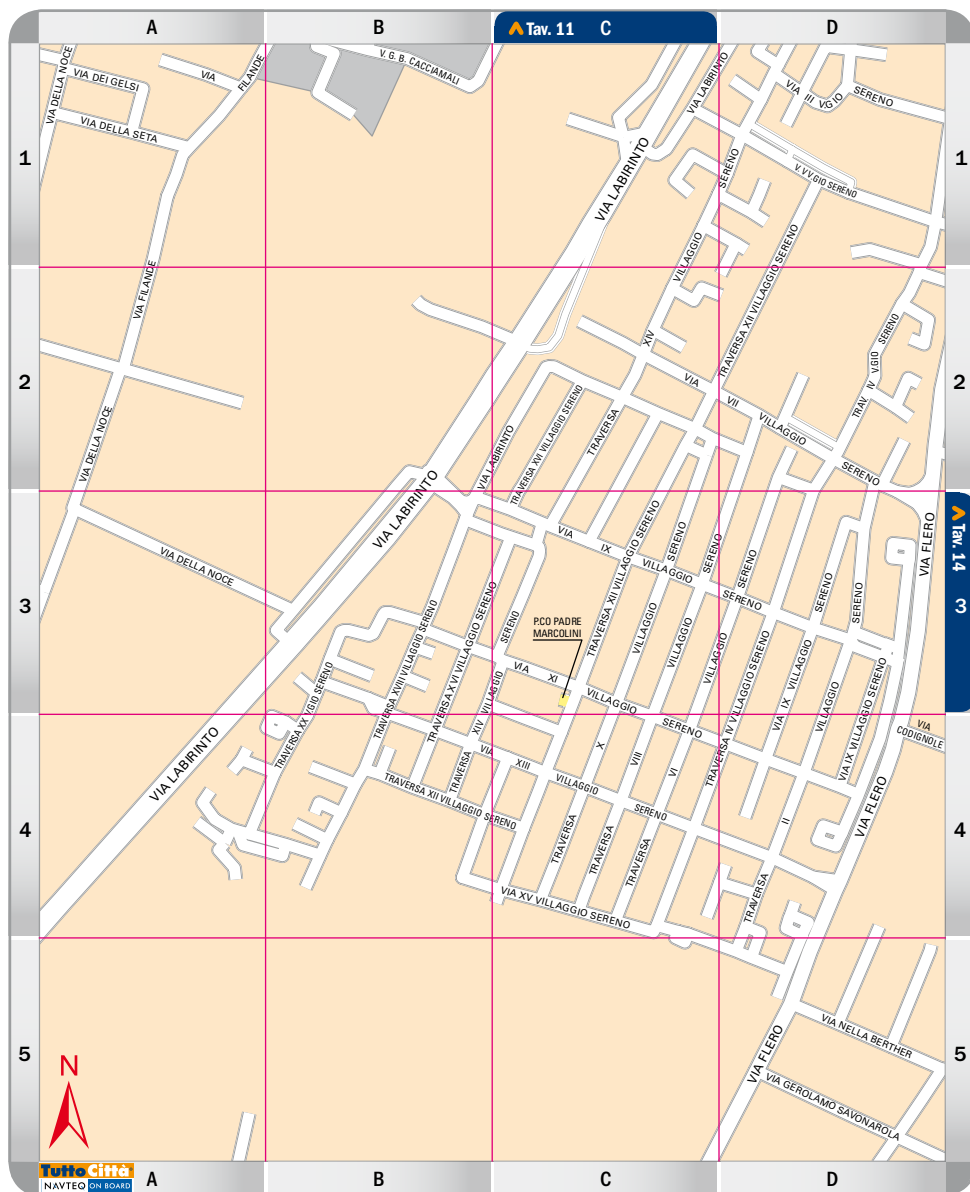 A
B
Tav. 11
C
D
1
2
3
4
5
1
2
Tav. 14
3
4
5
VIA DELLA NOCE
VIA DEI GELSI
VIA
FILANDE
VIA DELLA SETA
V. G. B. CACCIAMALI
VIA LABIRINTO
VIA LABIRINTO
VIA III VGIO
SERENO
V. VVGIO SERENO
SERENO
VILLAGGIO
XIV
TRAVERSA
TRAVERSA XII VILLAGGIO SERENO
VIA FILANDE
VIA DELLA NOCE
VIA LABIRINTO
TRAVERSA XVI VILLAGGIO SERENO
VIA
VII
VILLAGGIO
SERENO
TRAV. IV V.GIO SERENO
VIA LABIRINTO
VIA DELLA NOCE
VIA
IX
VILLAGGIO
SERENO
TRAVERSA XII VILLAGGIO SERENO
SERENO
VILLAGGIO
X
TRAVERSA
SERENO
VILLAGGIO
VIII
TRAVERSA
SERENO
VILLAGGIO
VI
TRAVERSA
TRAVERSA IV VILLAGGIO SERENO
SERENO
VILLAGGIO
II
TRAVERSA
SERENO
VIA IX VILLAGGIO
VIA IX VILLAGGIO SERENO
VIA FLERO
P.CO PADRE
MARCOLINI
VIA
XI
VILLAGGIO
SERENO
SERENO
XIV VILLAGGIO
TRAVERSA
TRAVERSA XVI VILLAGGIO SERENO
TRAVERSA XVIII VILLAGGIO SERENO
TRAVERSA XX VGIO SERENO
VIA LABIRINTO
VIA
XIII
VILLAGGIO
SERENO
TRAVERSA XII VILLAGGIO SERENO
VIA XV VILLAGGIO SERENO
VIA
CODIGNOLE
VIA FLERO
VIA FLERO
VIA NELLA BERTHER
VIA GEROLAMO SAVONAROLA
N
TuttoCittà
NAVTEQ ON BOARD
A
B
C
D